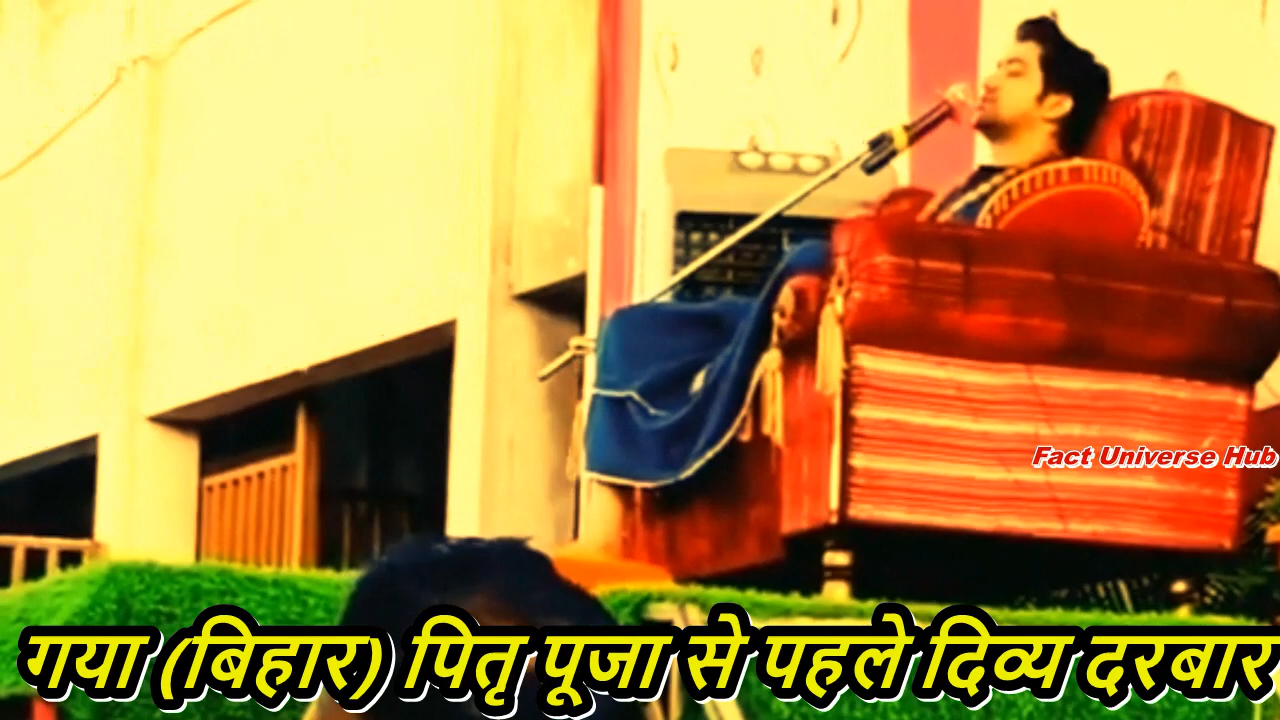 Fact Universe Hub
गया (बिहार) पितृ पूजा से पहले दिव्य दरबार